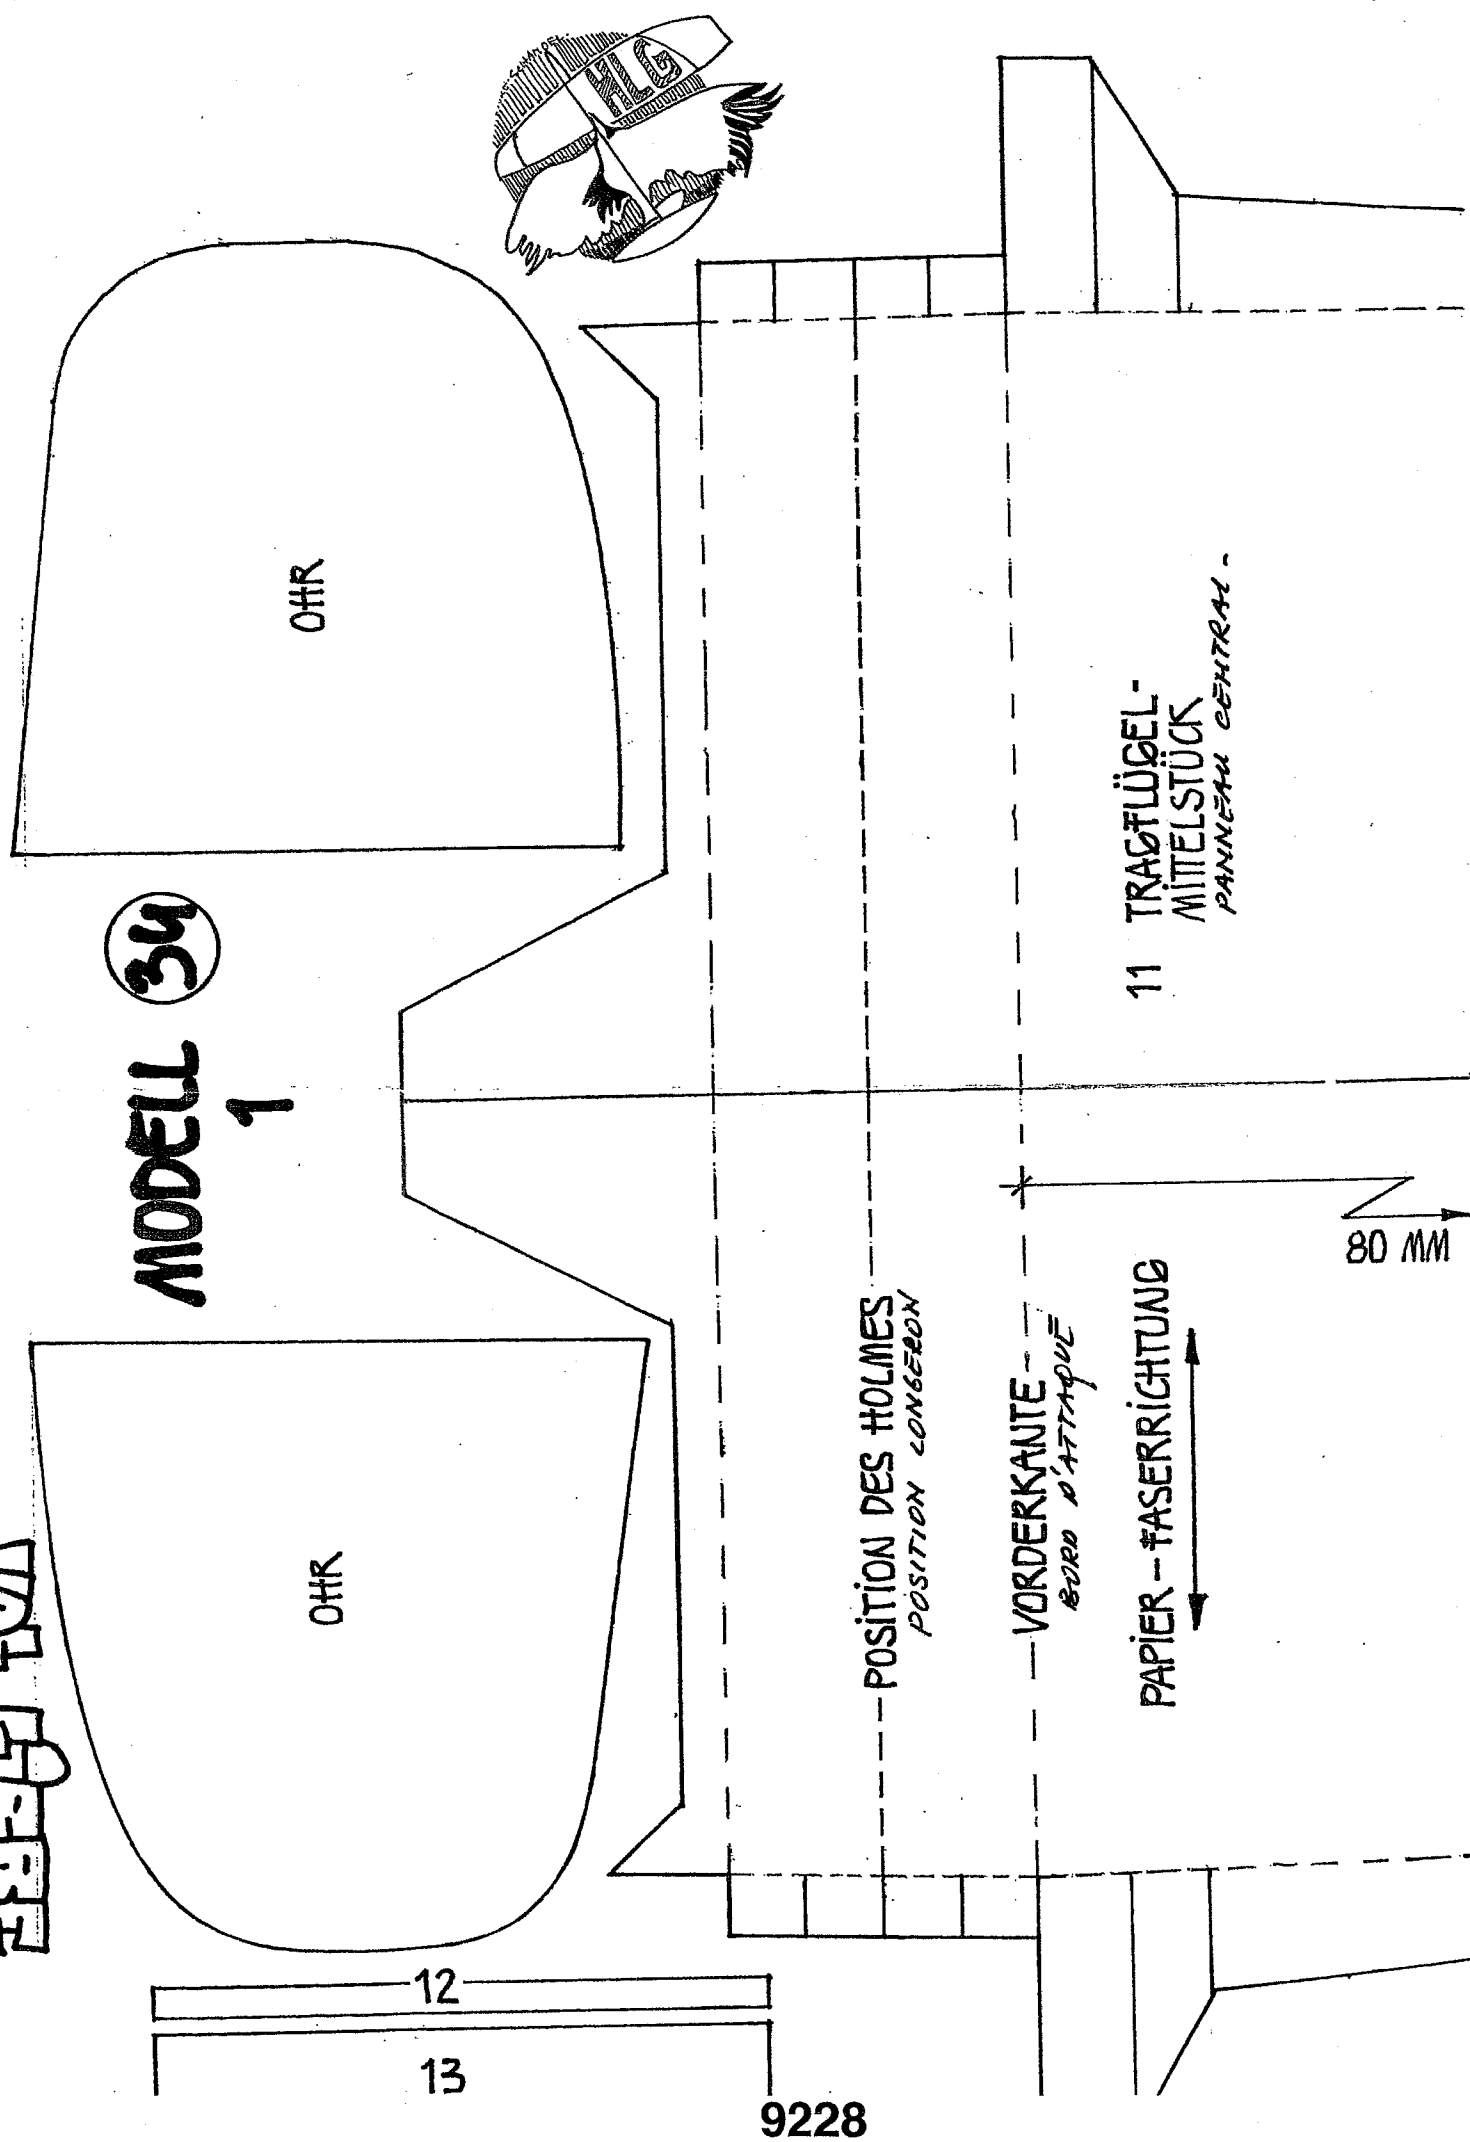 HLG
OHR
MODELL 34
1
OHR
11 TRAGFLÜGEL-
MITTELSTÜCK
PANNEAU CENTRAL -
POSITION DES HOLMES
POSITION LONGERON
VORDERKANTE
BORD D'ATTAQUE
PAPIER-FASERRICHTUNG
80 MM
12
13
9228